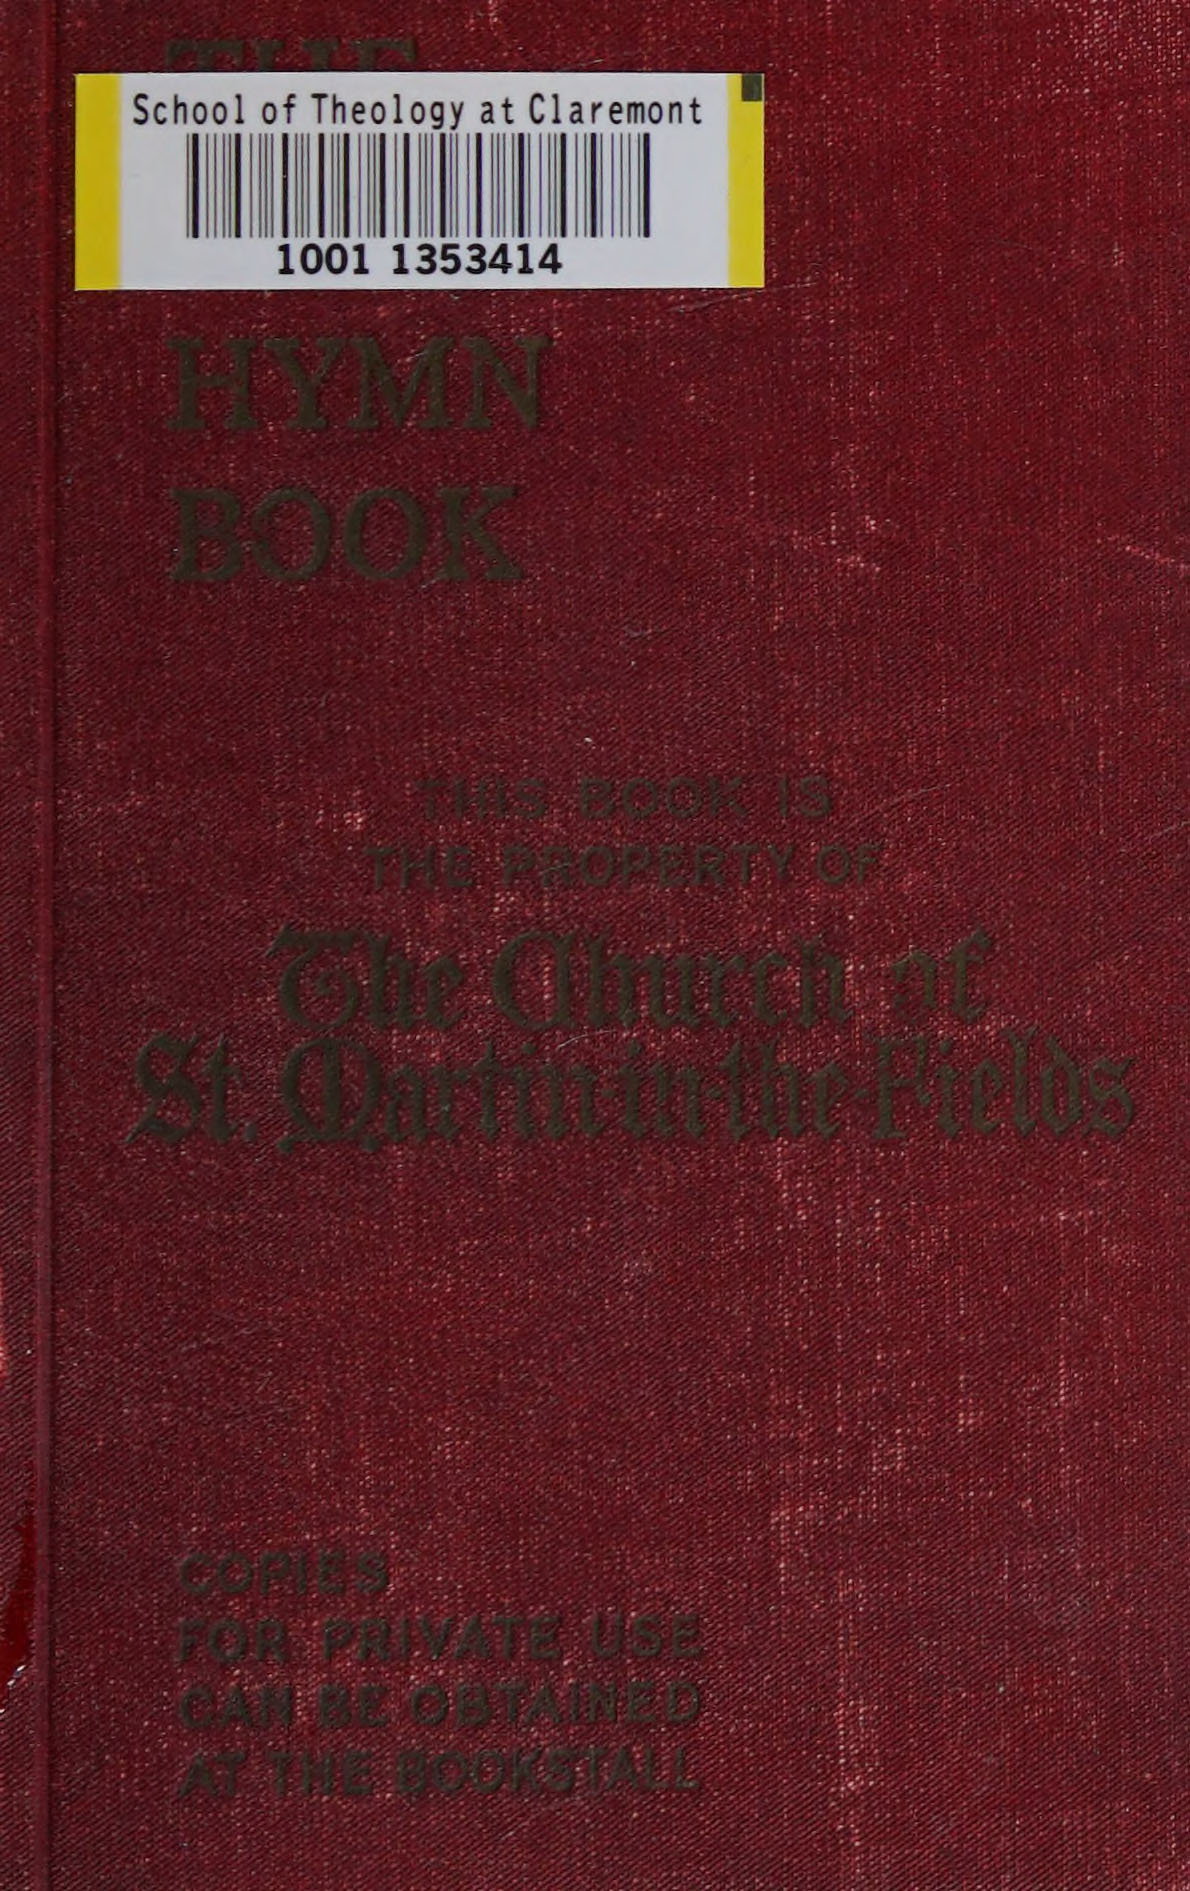 THE
School of Theology at Claremont
1001 1353414
HYMN
BOOK
THIS BOOK IS
THE PROPERTY OF
The Church of
St. Martin-in-the-Fields
COPIES
FOR PRIVATE USE
CAN BE OBTAINED
AT THE BOOKSTALL